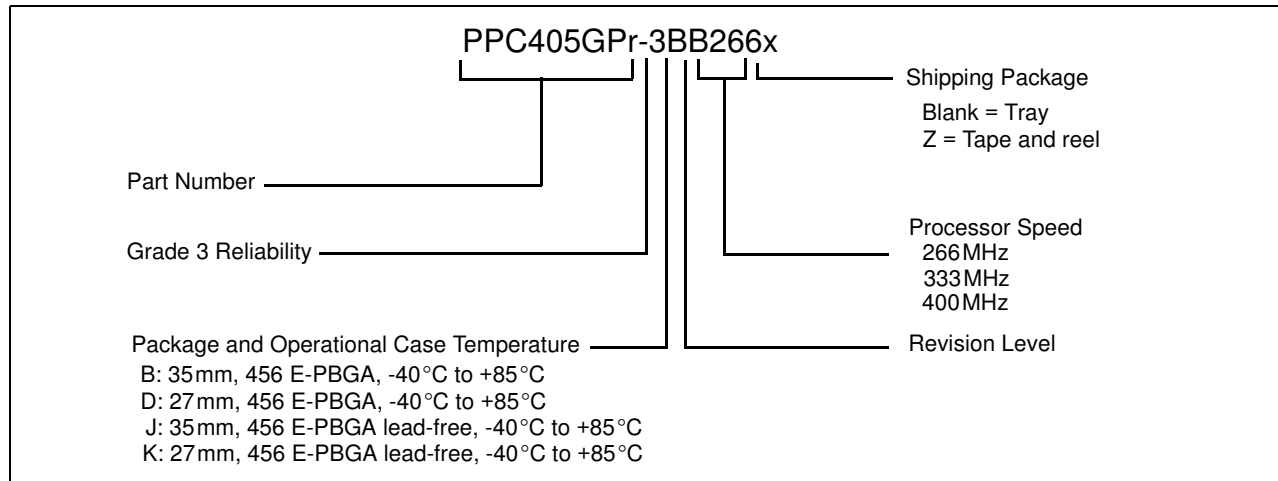 PPC405GPr-3BB266x
Shipping Package
Blank = Tray
Z = Tape and reel
Part Number
Processor Speed
Grade 3 Reliability
266MHz
333MHz
400MHz
Package and Operational Case Temperature
Revision Level
B: 35mm, 456 E-PBGA, -40°C to +85°C
D: 27mm, 456 E-PBGA, -40°C to +85°C
J: 35mm, 456 E-PBGA lead-free, -40°C to +85°C
K: 27mm, 456 E-PBGA lead-free, -40°C to +85°C